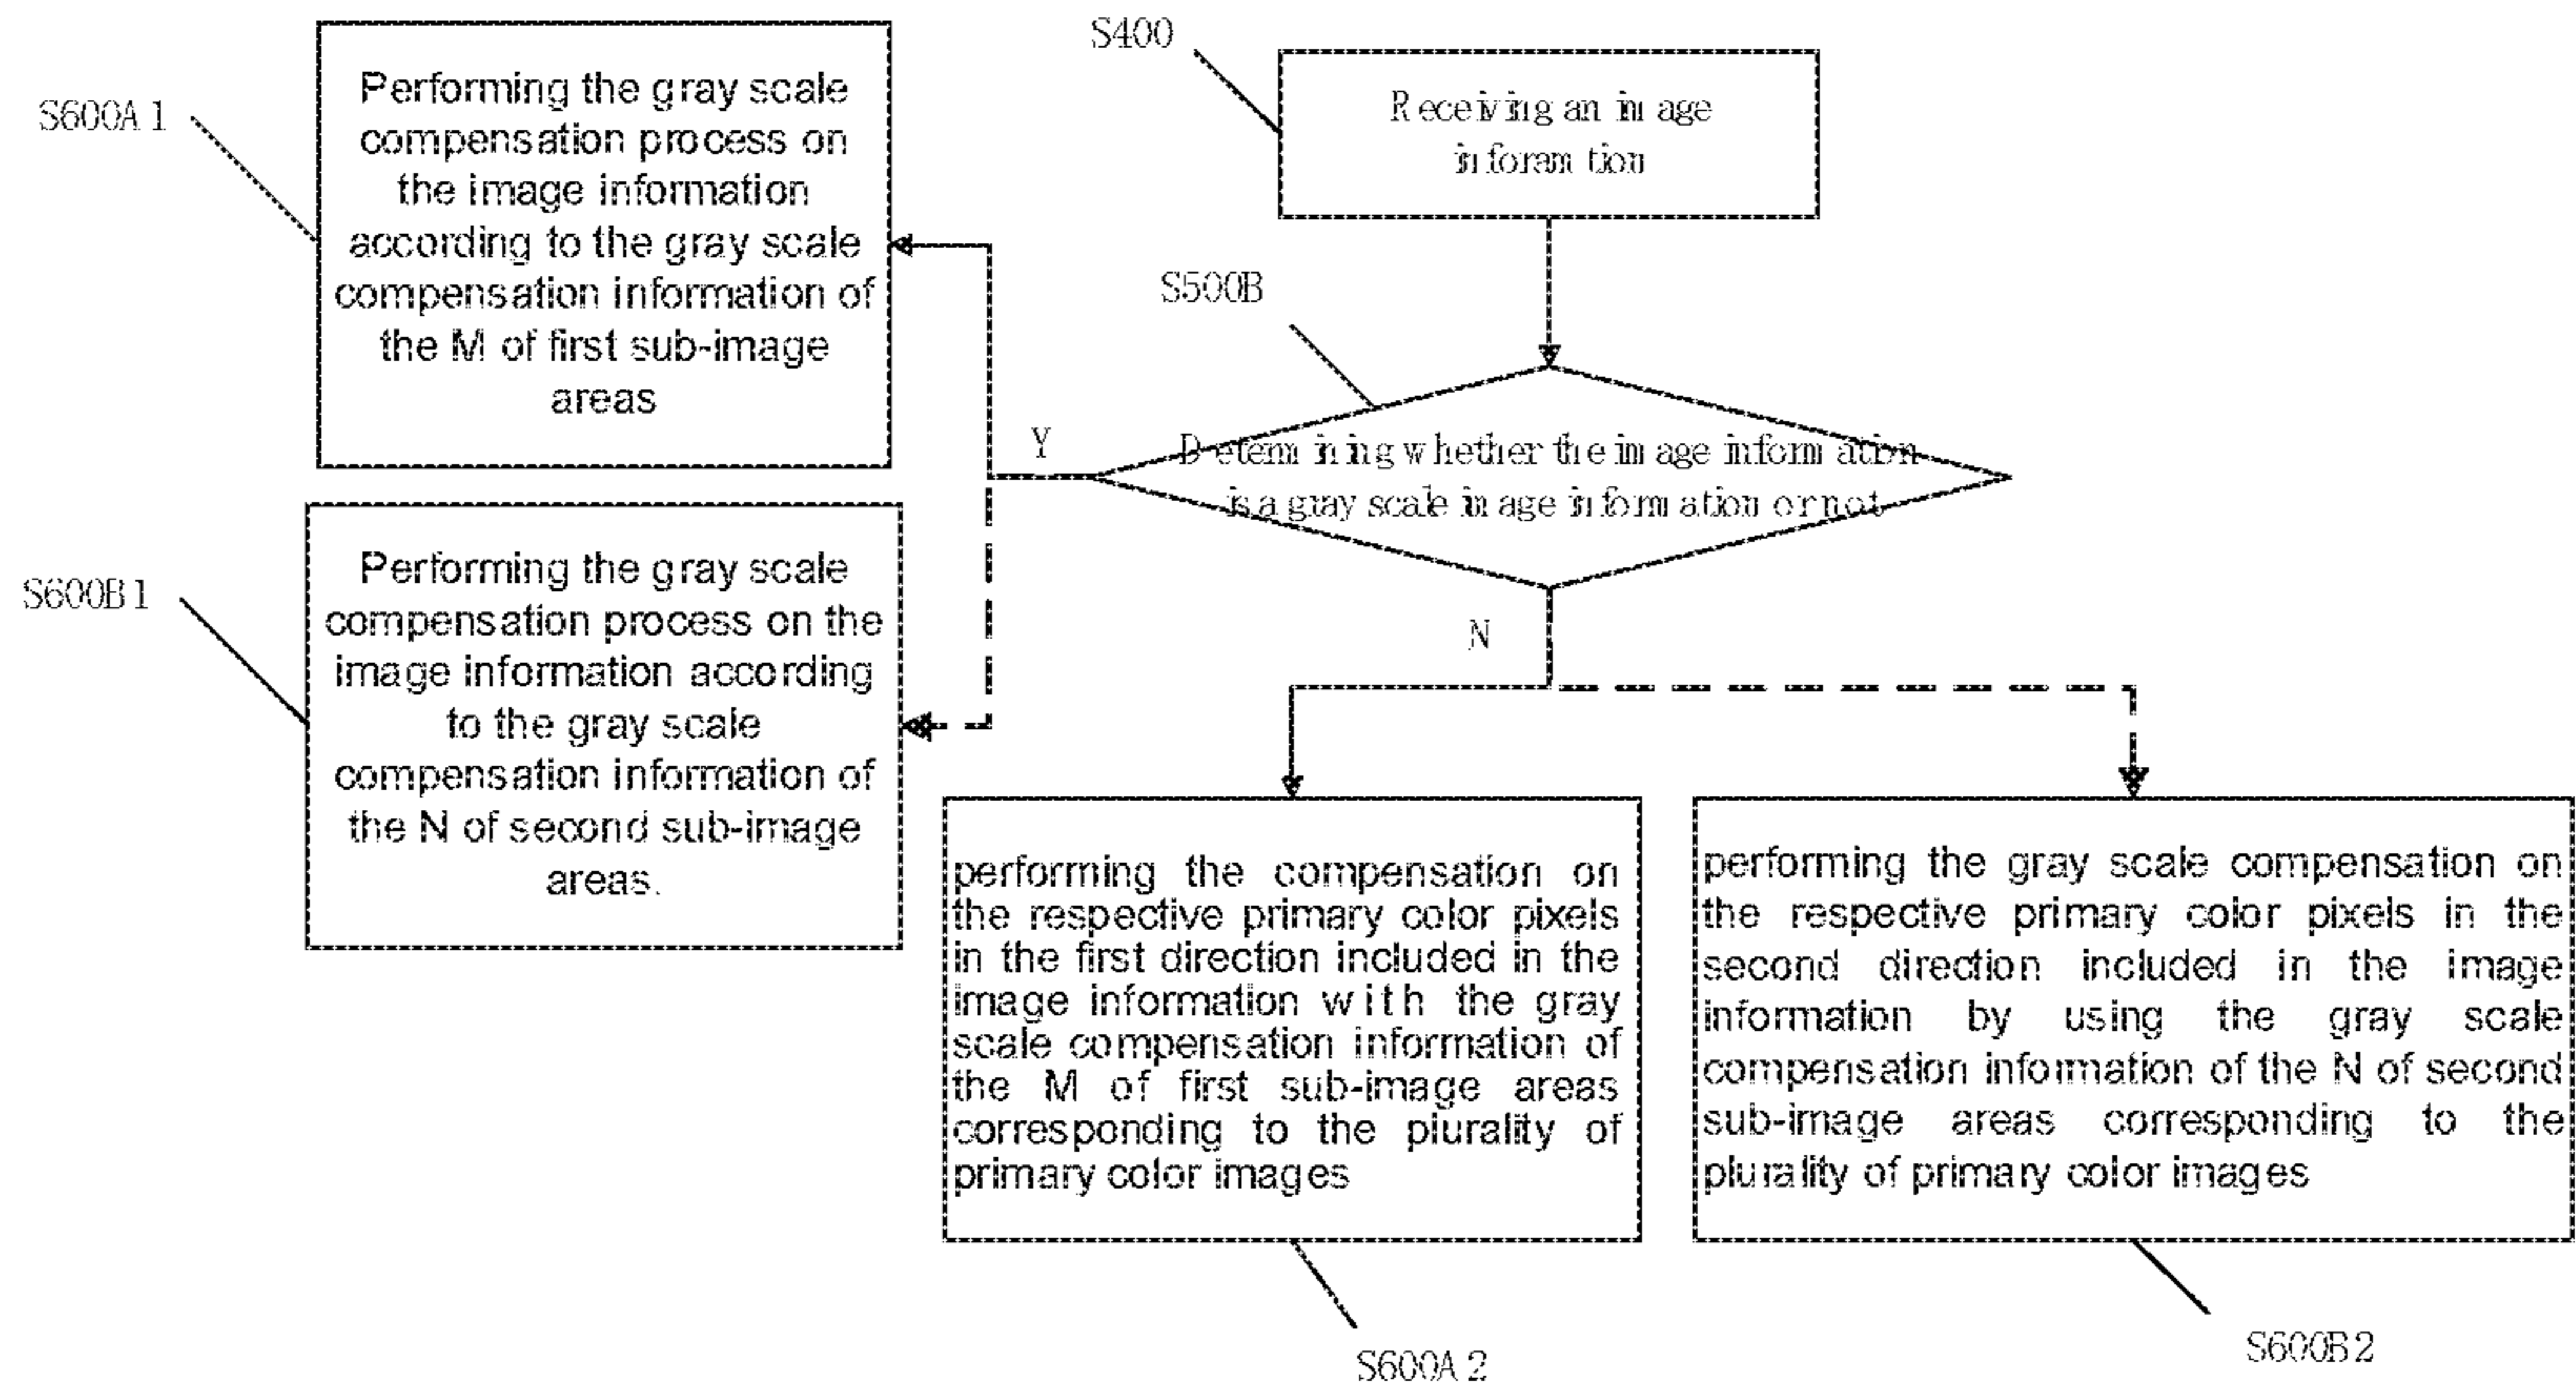 S400
Receiving an image
inforamtion
S600A1
Performing the gray scale
compensation process on
the image information
according to the gray scale
compensation information of
the M of first sub-image
areas
S500B
Determining whether the image information
is a gray scale image information or not
Y
N
S600B1
Performing the gray scale
compensation process on the
image information according
to the gray scale
compensation information of
the N of second sub-image
areas.
performing the compensation on
the respective primary color pixels
in the first direction included in the
image information with the gray
scale compensation information of
the M of first sub-image areas
corresponding to the plurality of
primary color images
S600A2
performing the gray scale compensation on
the respective primary color pixels in the
second direction included in the image
information by using the gray scale
compensation information of the N of second
sub-image areas corresponding to the
plurality of primary color images
S600B2